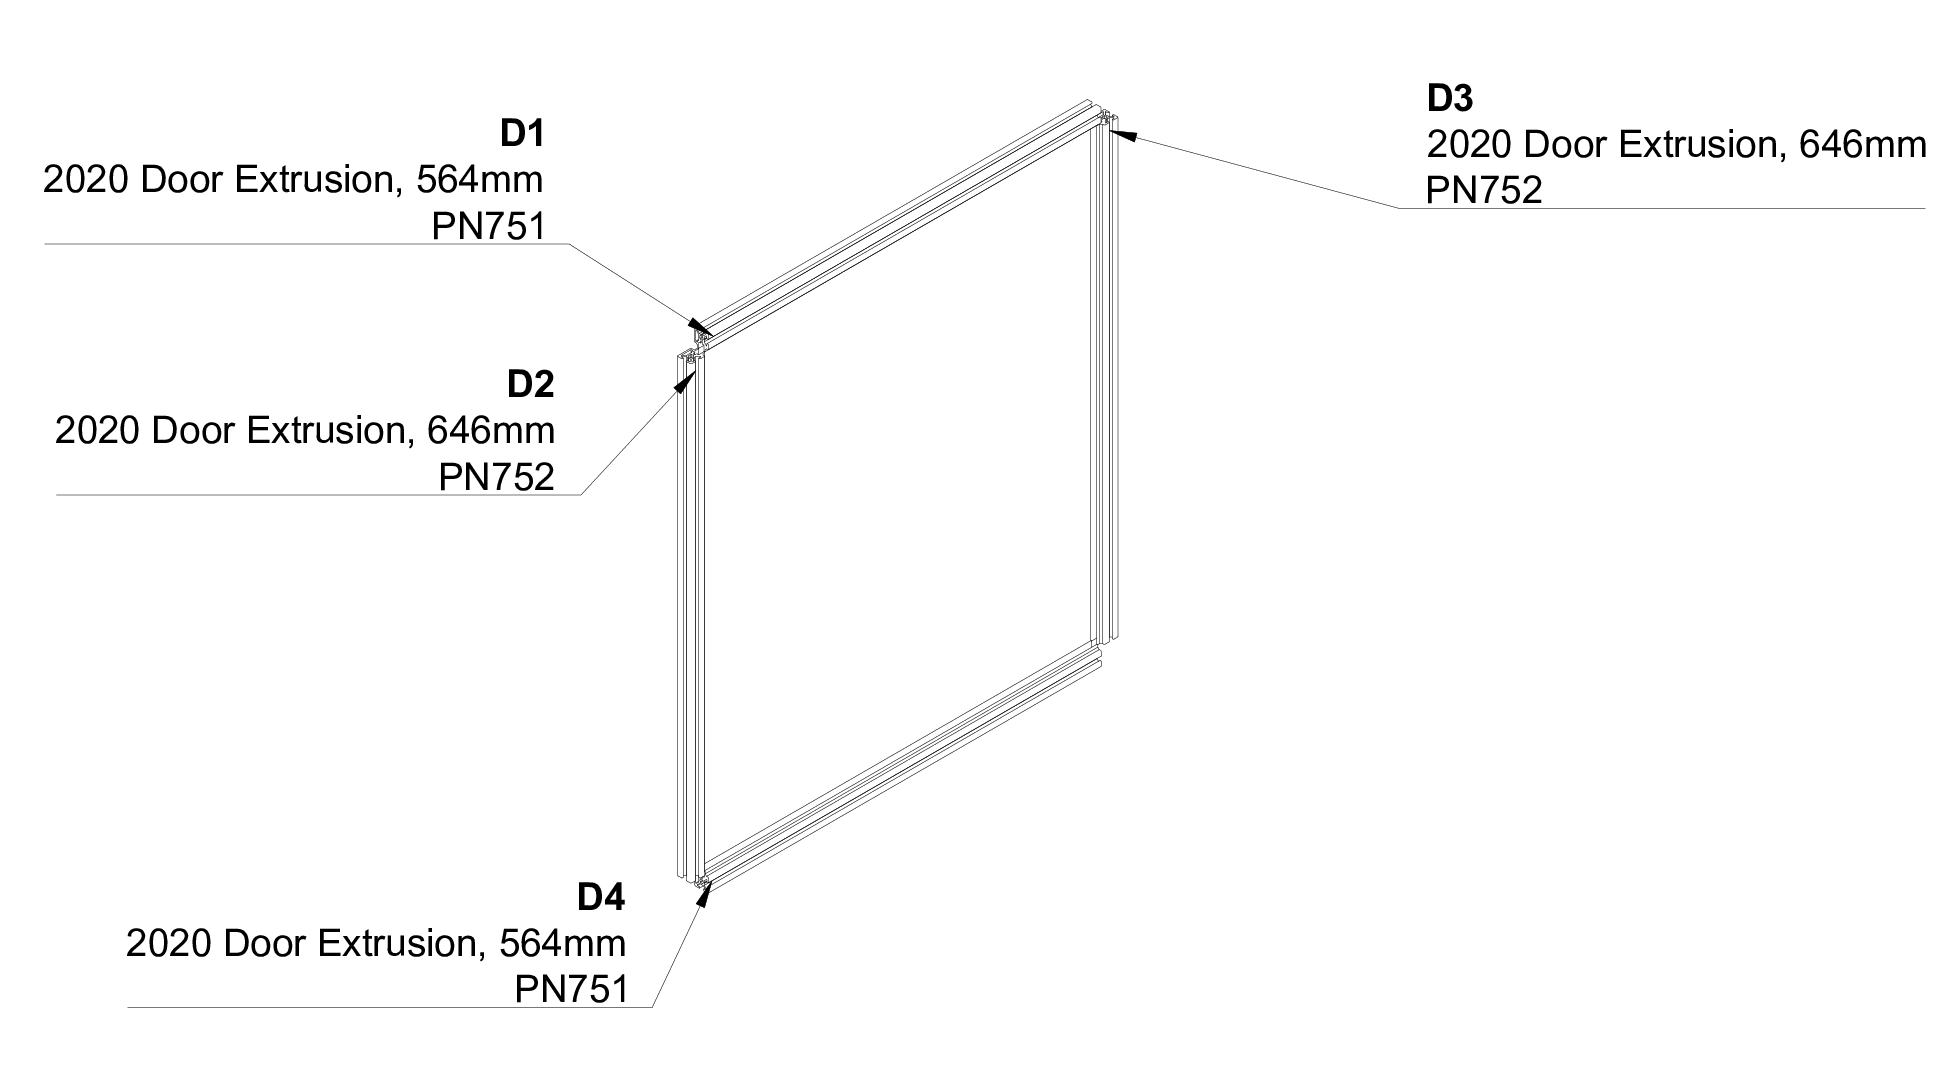 D1
2020 Door Extrusion, 564mm
PN751
D2
2020 Door Extrusion, 646mm
PN752
D3
2020 Door Extrusion, 646mm
PN752
D4
2020 Door Extrusion, 564mm
PN751